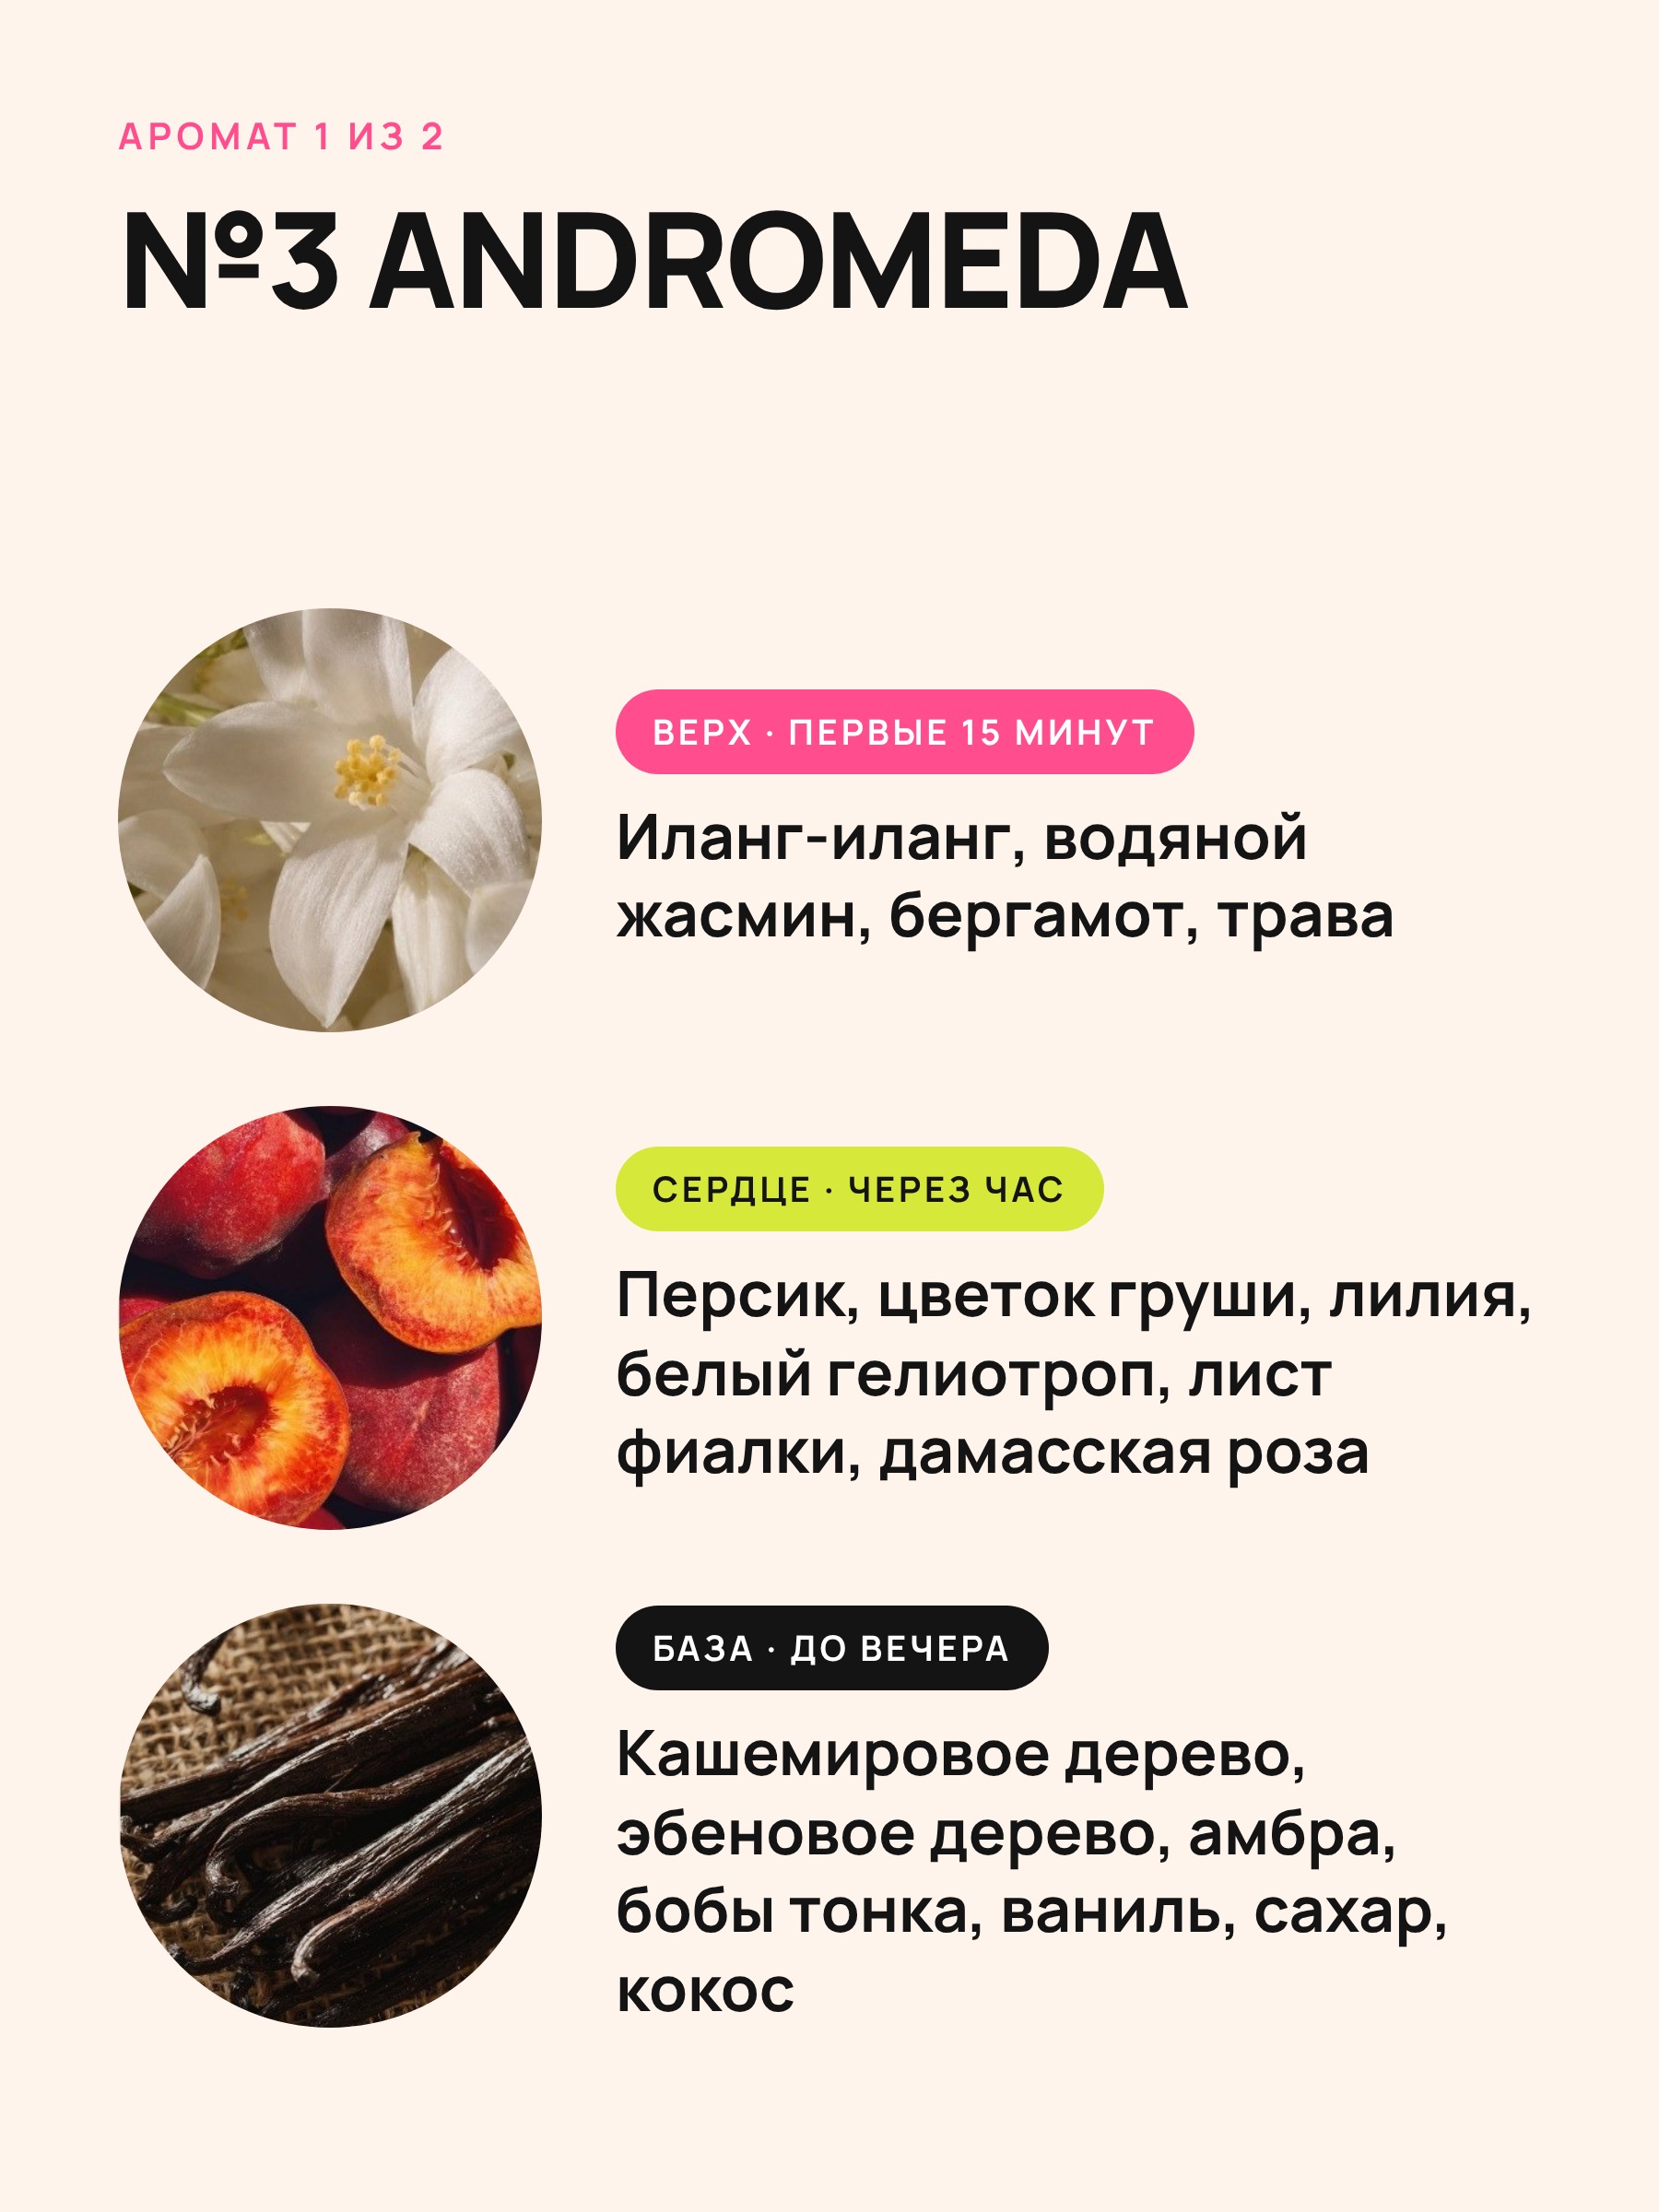 АРОМАТ 1 ИЗ 2
№3 ANDROMEDA
ВЕРХ · ПЕРВЫЕ 15 МИНУТ
Иланг-иланг, водяной
жасмин, бергамот, трава
СЕРДЦЕ · ЧЕРЕЗ ЧАС
Персик, цветок груши, лилия,
белый гелиотроп, лист
фиалки, дамасская роза
БАЗА · ДО ВЕЧЕРА
Кашемировое дерево,
эбеновое дерево, амбра,
бобы тонка, ваниль, сахар,
кокос